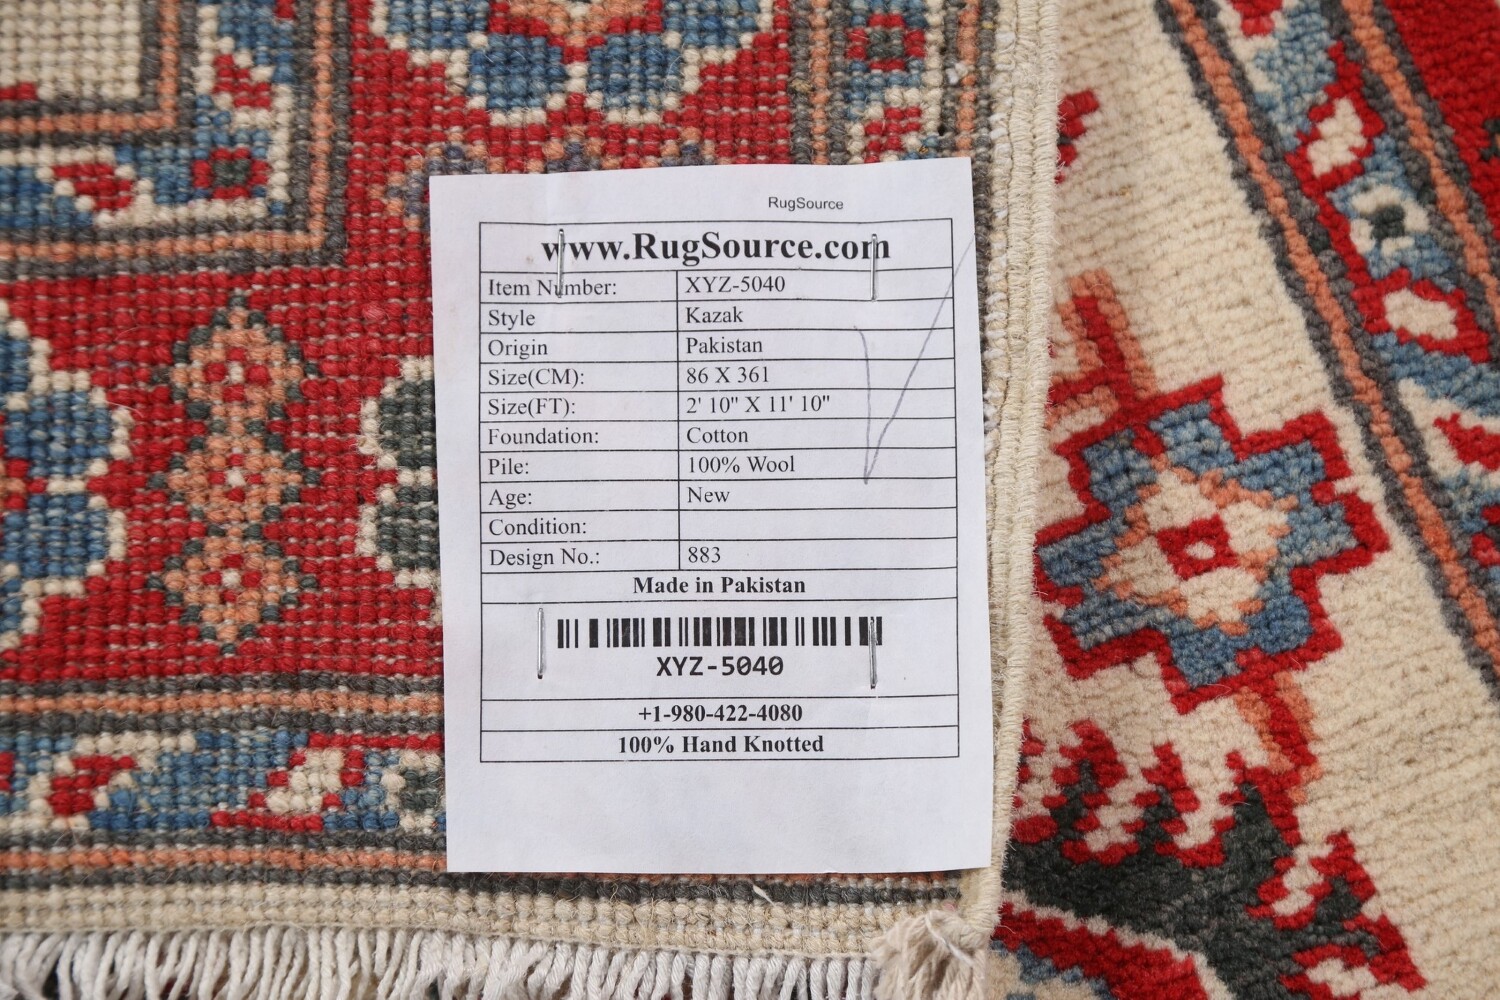 RugSource
www.RugSource.com
Item Number: XYZ-5040
Style Kazak
Origin Pakistan
Size(CM): 86 X 361
Size(FT): 2' 10" X 11' 10"
Foundation: Cotton
Pile: 100% Wool
Age: New
Condition:
Design No.: 883
Made in Pakistan
XYZ-5040
+1-980-422-4080
100% Hand Knotted